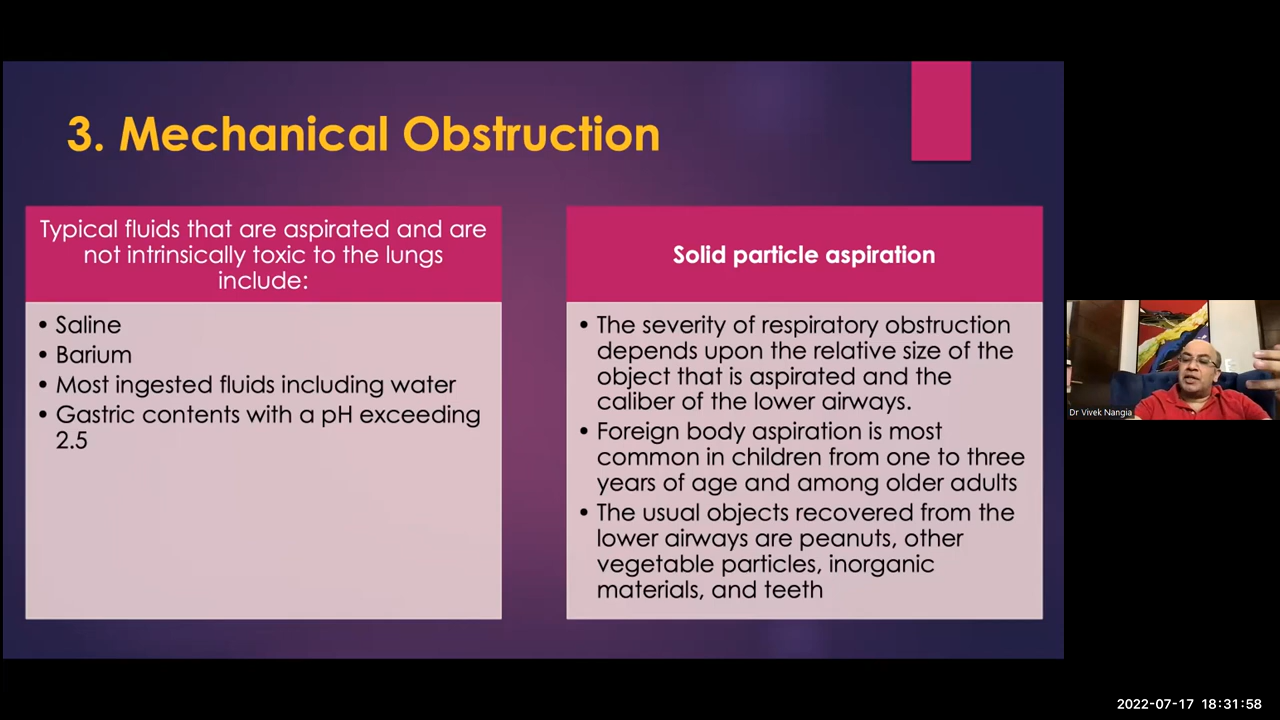 3. Mechanical Obstruction
Typical fluids that are aspirated and are
not intrinsically toxic to the lungs
include:
• Saline
• Barium
• Most ingested fluids including water
• Gastric contents with a pH exceeding
2.5
Solid particle aspiration
• The severity of respiratory obstruction
depends upon the relative size of the
object that is aspirated and the
caliber of the lower airways.
• Foreign body aspiration is most
common in children from one to three
years of age and among older adults
• The usual objects recovered from the
lower airways are peanuts, other
vegetable particles, inorganic
materials, and teeth
Dr Vivek Nangia
2022-07-17 18:31:58